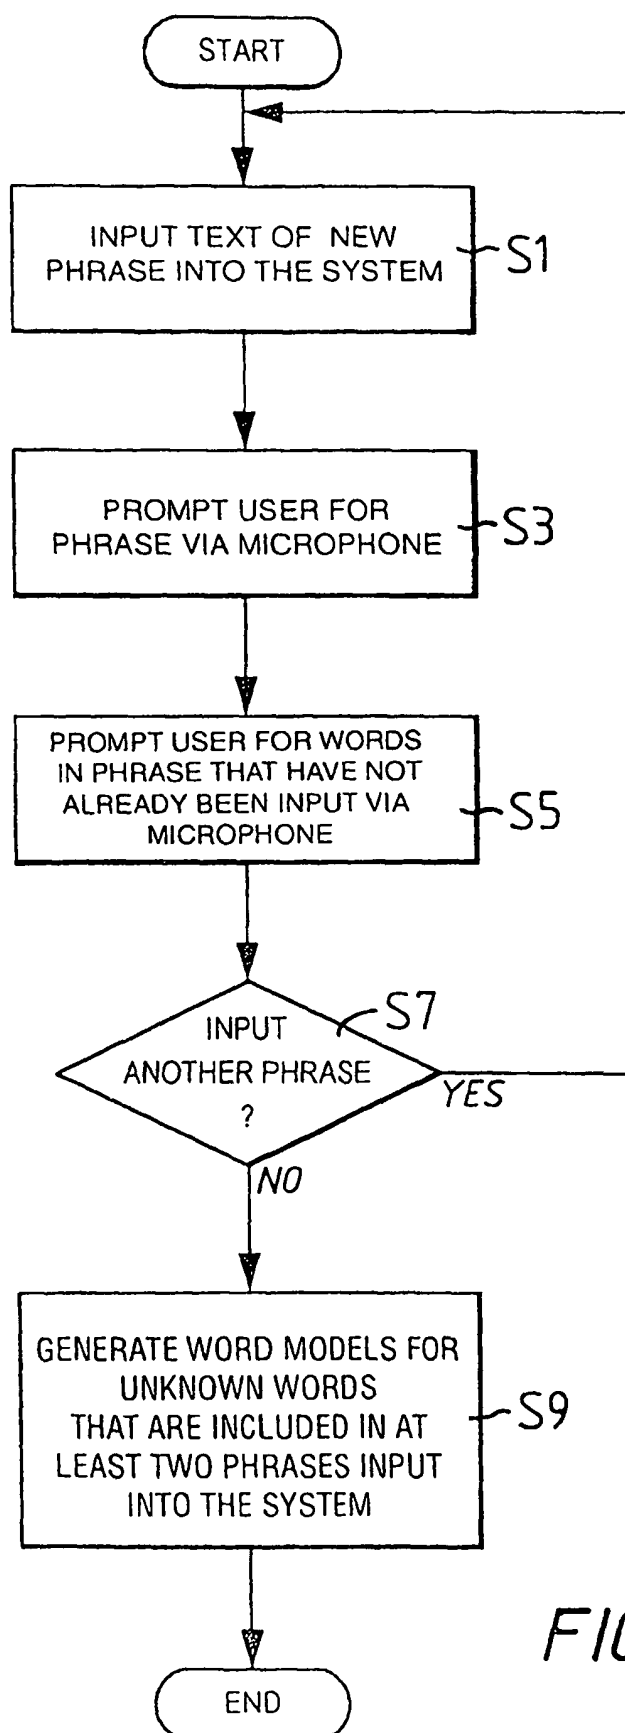 START
INPUT TEXT OF NEW
PHRASE INTO THE SYSTEM
S1
PROMPT USER FOR
PHRASE VIA MICROPHONE
S3
PROMPT USER FOR WORDS
IN PHRASE THAT HAVE NOT
ALREADY BEEN INPUT VIA
MICROPHONE
S5
S7
INPUT
ANOTHER PHRASE
?
YES
NO
GENERATE WORD MODELS FOR
UNKNOWN WORDS
THAT ARE INCLUDED IN AT
LEAST TWO PHRASES INPUT
INTO THE SYSTEM
S9
END